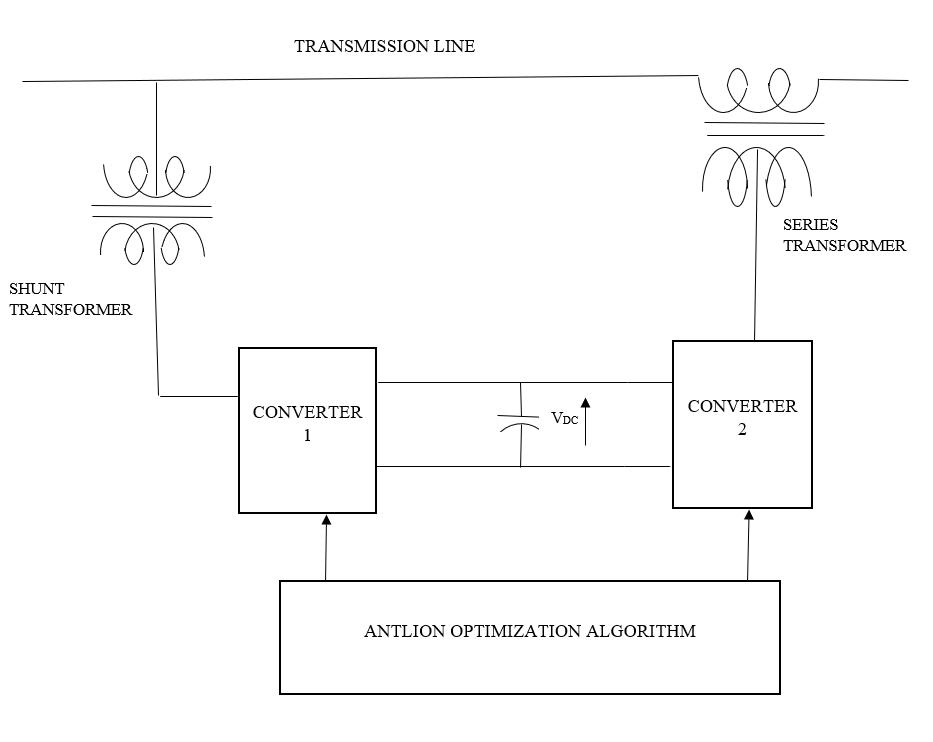 TRANSMISSION LINE
SERIES
TRANSFORMER
SHUNT
TRANSFORMER
CONVERTER
1
VDC
CONVERTER
2
ANTLION OPTIMIZATION ALGORITHM